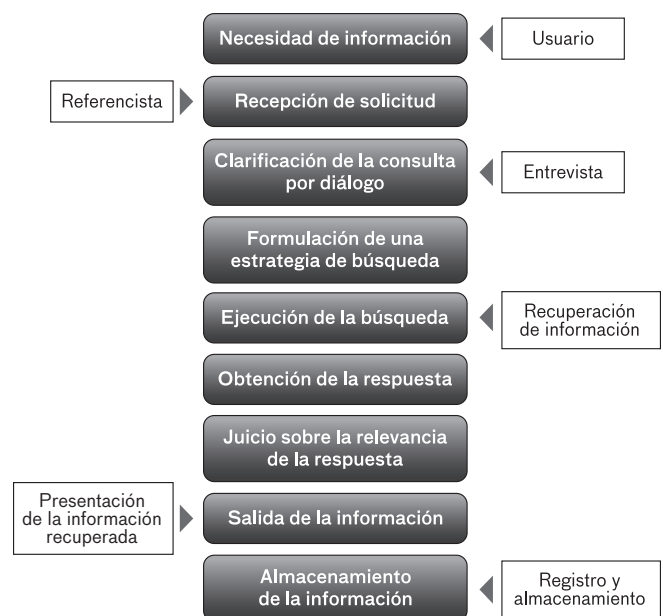 Necesidad de información
Usuario
Referencista
Recepción de solicitud
Clarificación de la consulta
por diálogo
Entrevista
Formulación de una
estrategia de búsqueda
Ejecución de la búsqueda
Recuperación
de información
Obtención de la respuesta
Juicio sobre la relevancia
de la respuesta
Presentación
de la información
recuperada
Salida de la información
Almacenamiento
de la información
Registro y
almacenamiento